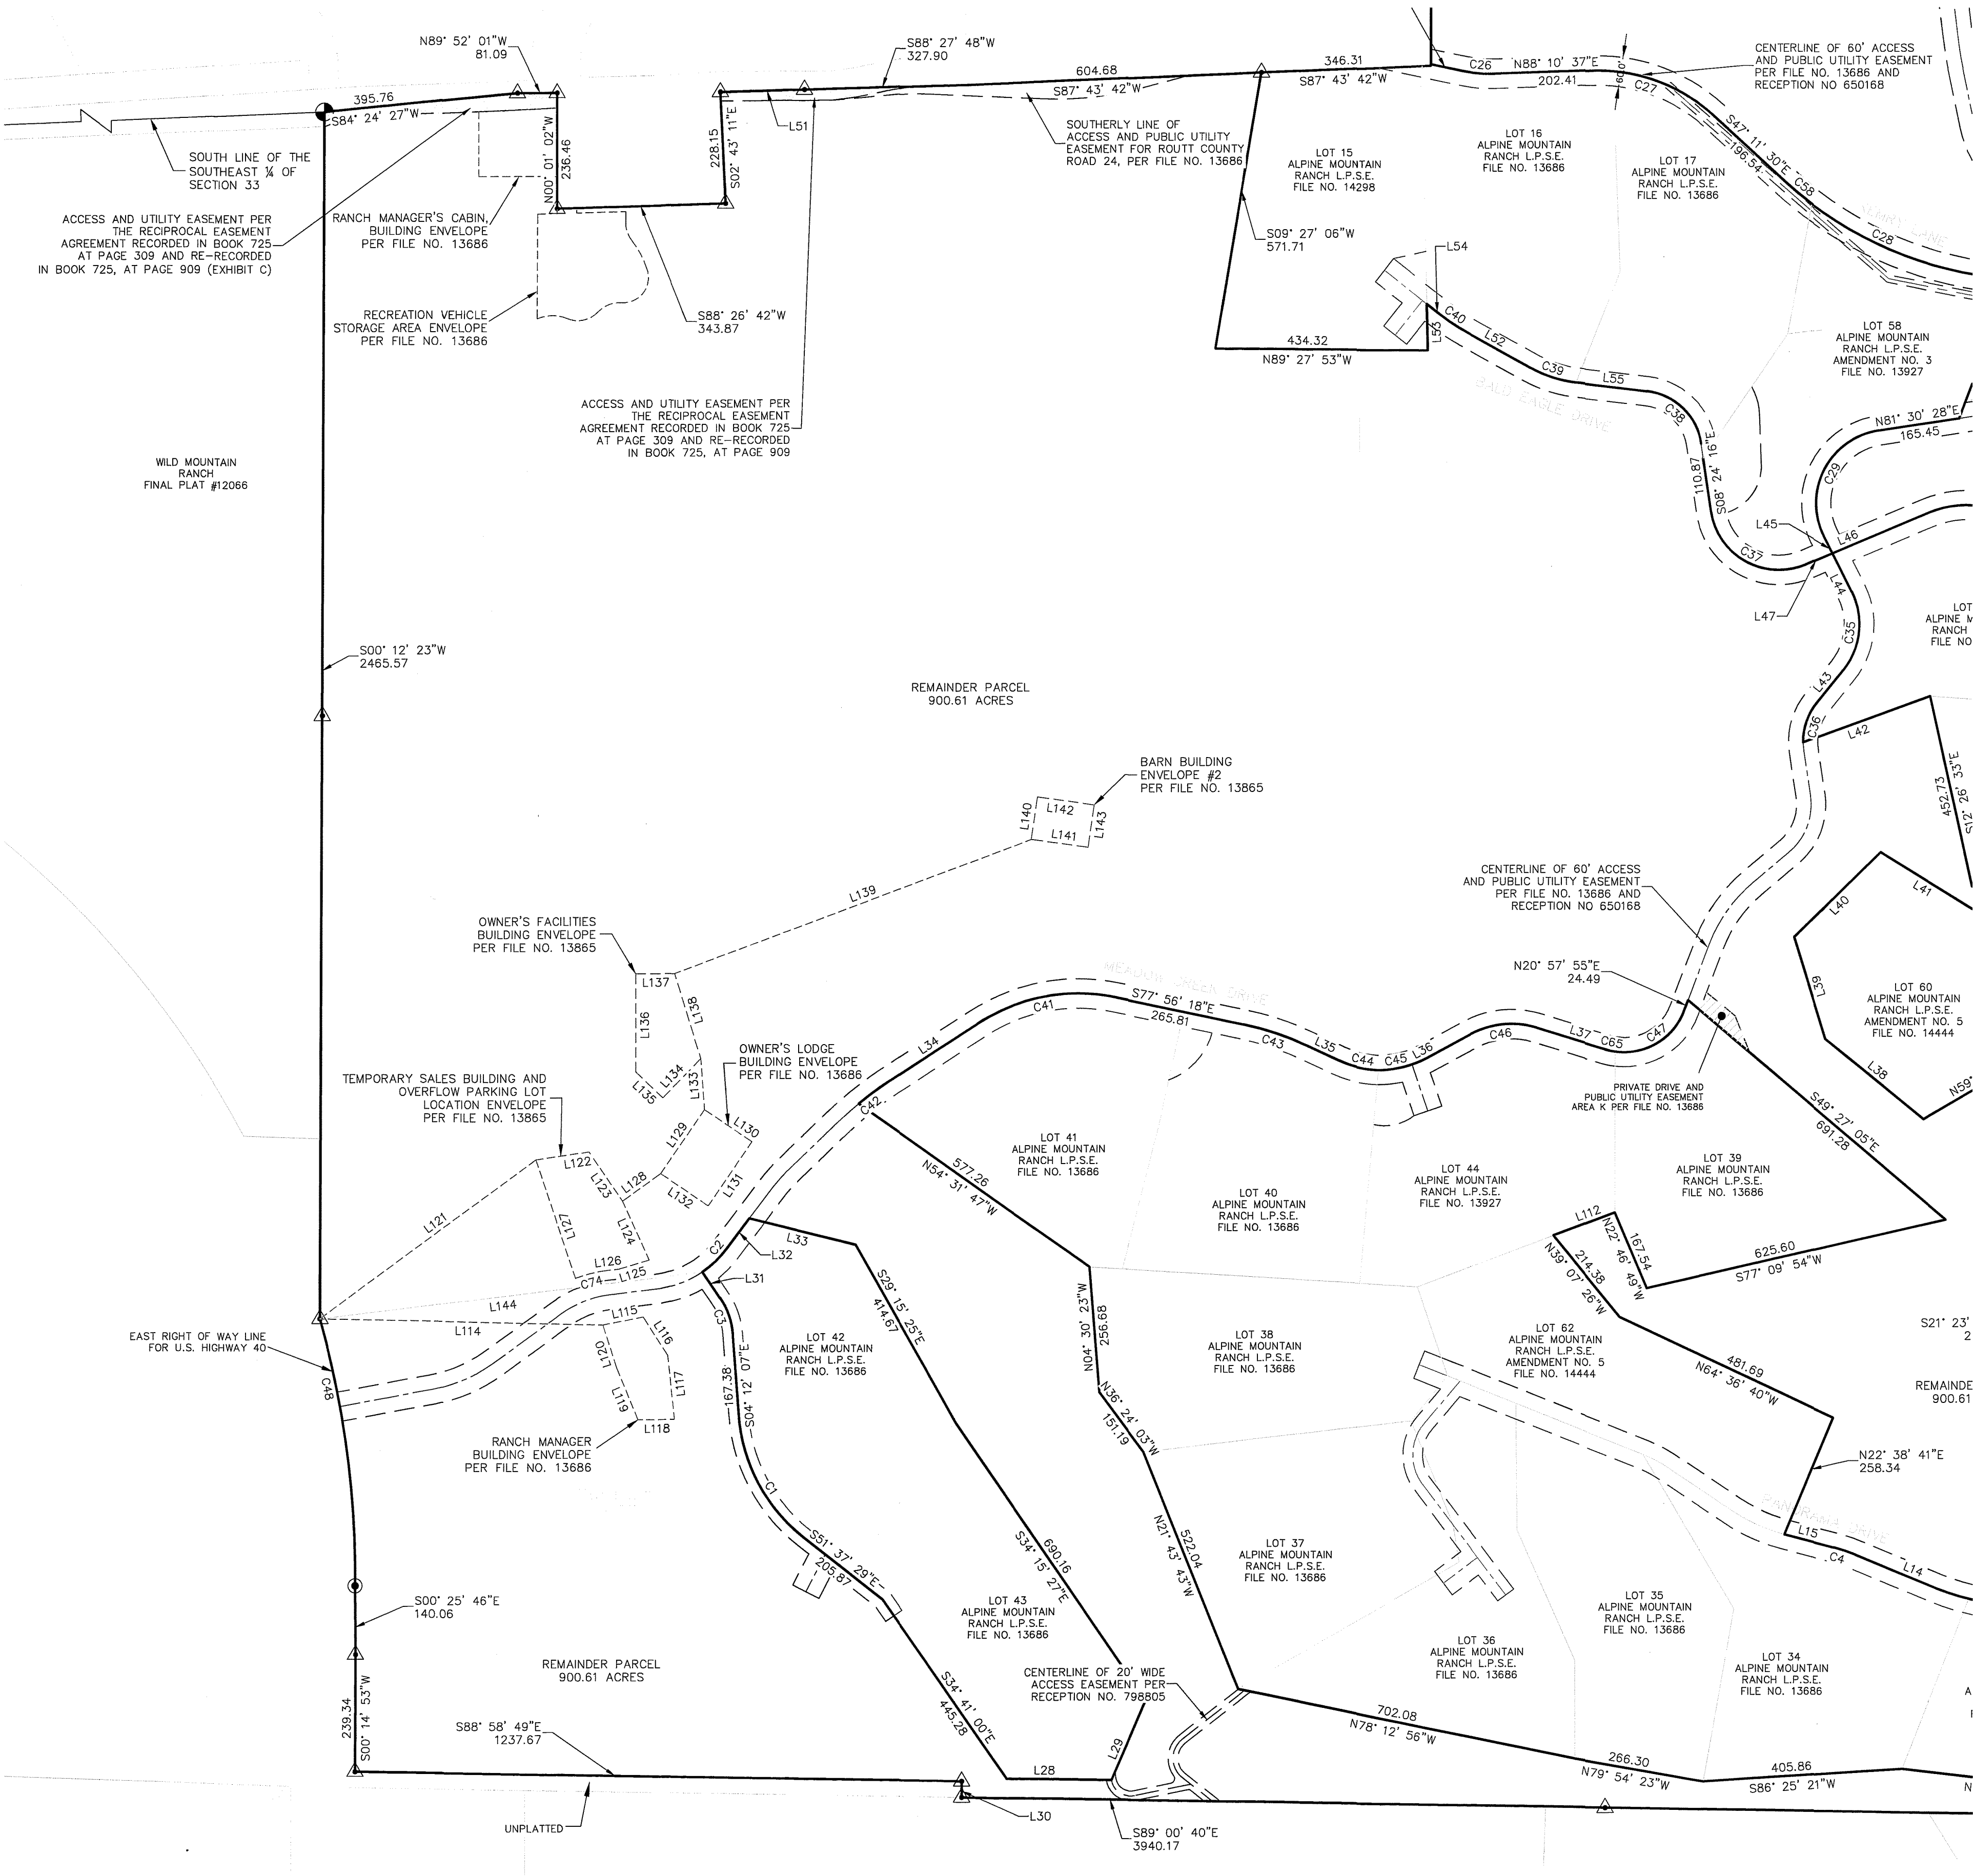 N89° 52' 01"W
81.09
S88° 27' 48"W
327.90
604.68
S87° 43' 42"W
346.31
S87° 43' 42"W
C26
N88° 10' 37"E
202.41
60.0'
C27
CENTERLINE OF 60' ACCESS
AND PUBLIC UTILITY EASEMENT
PER FILE NO. 13686 AND
RECEPTION NO 650168
395.76
S84° 24' 27"W
SOUTH LINE OF THE
SOUTHEAST ¼ OF
SECTION 33
N00° 01' 02"W
236.46
228.15
S02° 43' 11"E
L51
SOUTHERLY LINE OF
ACCESS AND PUBLIC UTILITY
EASEMENT FOR ROUTT COUNTY
ROAD 24, PER FILE NO. 13686
LOT 15
ALPINE MOUNTAIN
RANCH L.P.S.E.
FILE NO. 14298
LOT 16
ALPINE MOUNTAIN
RANCH L.P.S.E.
FILE NO. 13686
LOT 17
ALPINE MOUNTAIN
RANCH L.P.S.E.
FILE NO. 13686
S47° 11' 30"E
196.54
C58
C28
LANE
ACCESS AND UTILITY EASEMENT PER
THE RECIPROCAL EASEMENT
AGREEMENT RECORDED IN BOOK 725
AT PAGE 309 AND RE-RECORDED
IN BOOK 725, AT PAGE 909 (EXHIBIT C)
RANCH MANAGER'S CABIN,
BUILDING ENVELOPE
PER FILE NO. 13686
RECREATION VEHICLE
STORAGE AREA ENVELOPE
PER FILE NO. 13686
S88° 26' 42"W
343.87
S09° 27' 06"W
571.71
L54
434.32
N89° 27' 53"W
L53
C40
L52
C39
L55
C38
BALD EAGLE DRIVE
LOT 58
ALPINE MOUNTAIN
RANCH L.P.S.E.
AMENDMENT NO. 3
FILE NO. 13927
ACCESS AND UTILITY EASEMENT PER
THE RECIPROCAL EASEMENT
AGREEMENT RECORDED IN BOOK 725
AT PAGE 309 AND RE-RECORDED
IN BOOK 725, AT PAGE 909
WILD MOUNTAIN
RANCH
FINAL PLAT #12066
110.87
S08° 24' 16"E
N81° 30' 28"E
165.45
C29
L45
L46
C37
L47
L44
C35
L43
C36
L42
LOT
ALPINE M
RANCH
FILE NO
S00° 12' 23"W
2465.57
REMAINDER PARCEL
900.61 ACRES
452.73
S12° 26' 33"E
BARN BUILDING
ENVELOPE #2
PER FILE NO. 13865
L140
L142
L141
L143
L139
CENTERLINE OF 60' ACCESS
AND PUBLIC UTILITY EASEMENT
PER FILE NO. 13686 AND
RECEPTION NO 650168
L40
L41
L39
L38
N59°
LOT 60
ALPINE MOUNTAIN
RANCH L.P.S.E.
AMENDMENT NO. 5
FILE NO. 14444
OWNER'S FACILITIES
BUILDING ENVELOPE
PER FILE NO. 13865
L137
L136
L138
L134
L135
L133
N20° 57' 55"E
24.49
MEADOW CREEK DRIVE
C41
S77° 56' 18"E
265.81
L34
C43
L35
C44
C45
L36
C46
L37
C65
C47
OWNER'S LODGE
BUILDING ENVELOPE
PER FILE NO. 13686
TEMPORARY SALES BUILDING AND
OVERFLOW PARKING LOT
LOCATION ENVELOPE
PER FILE NO. 13865
PRIVATE DRIVE AND
PUBLIC UTILITY EASEMENT
AREA K PER FILE NO. 13686
S49° 27' 05"E
691.28
C42
L129
L130
L131
L132
L128
L122
L123
L124
L127
L126
L121
C74
L125
L144
L114
L115
L116
L117
L118
L119
L120
C2
L32
L33
L31
C3
577.26
N54° 31' 47"W
LOT 41
ALPINE MOUNTAIN
RANCH L.P.S.E.
FILE NO. 13686
LOT 40
ALPINE MOUNTAIN
RANCH L.P.S.E.
FILE NO. 13686
LOT 44
ALPINE MOUNTAIN
RANCH L.P.S.E.
FILE NO. 13927
LOT 39
ALPINE MOUNTAIN
RANCH L.P.S.E.
FILE NO. 13686
L112
167.54
N22° 46' 49"W
625.60
S77° 09' 54"W
214.38
N39° 07' 26"W
EAST RIGHT OF WAY LINE
FOR U.S. HIGHWAY 40
C48
S29° 15' 25"E
414.67
LOT 42
ALPINE MOUNTAIN
RANCH L.P.S.E.
FILE NO. 13686
167.38
S04° 12' 07"E
N04° 30' 23"W
256.68
LOT 38
ALPINE MOUNTAIN
RANCH L.P.S.E.
FILE NO. 13686
LOT 62
ALPINE MOUNTAIN
RANCH L.P.S.E.
AMENDMENT NO. 5
FILE NO. 14444
481.69
N64° 36' 40"W
S21° 23'
2
REMAINDE
900.61
N36° 24' 03"W
151.19
RANCH MANAGER
BUILDING ENVELOPE
PER FILE NO. 13686
N22° 38' 41"E
258.34
C1
S51° 37' 29"E
205.87
690.16
S34° 15' 27"E
522.04
N21° 43' 43"W
LOT 37
ALPINE MOUNTAIN
RANCH L.P.S.E.
FILE NO. 13686
PANORAMA DRIVE
L15
C4
L14
S00° 25' 46"E
140.06
LOT 43
ALPINE MOUNTAIN
RANCH L.P.S.E.
FILE NO. 13686
LOT 36
ALPINE MOUNTAIN
RANCH L.P.S.E.
FILE NO. 13686
LOT 35
ALPINE MOUNTAIN
RANCH L.P.S.E.
FILE NO. 13686
LOT 34
ALPINE MOUNTAIN
RANCH L.P.S.E.
FILE NO. 13686
REMAINDER PARCEL
900.61 ACRES
239.34
S00° 14' 53"W
S34° 41' 00"E
445.28
CENTERLINE OF 20' WIDE
ACCESS EASEMENT PER
RECEPTION NO. 798805
S88° 58' 49"E
1237.67
L28
L29
702.08
N78° 12' 56"W
266.30
N79° 54' 23"W
405.86
S86° 25' 21"W
A
N
L30
UNPLATTED
S89° 00' 40"E
3940.17